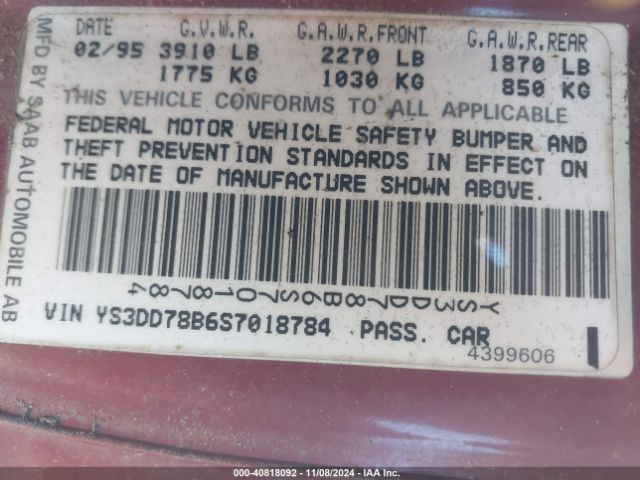 MFD BY SAAB AUTOMOBILE AB
DATE G.V.W.R. G.A.W.R.FRONT G.A.W.R.REAR
02/95 3910 LB 2270 LB 1870 LB
1775 KG 1030 KG 850 KG
THIS VEHICLE CONFORMS TO ALL APPLICABLE
FEDERAL MOTOR VEHICLE SAFETY BUMPER AND
THEFT PREVENTION STANDARDS IN EFFECT ON
THE DATE OF MANUFACTURE SHOWN ABOVE.
YS3DD78B6S7018784
VIN YS3DD78B6S7018784 PASS. CAR
4399606
000-40818092 - 11/08/2024 - IAA Inc.